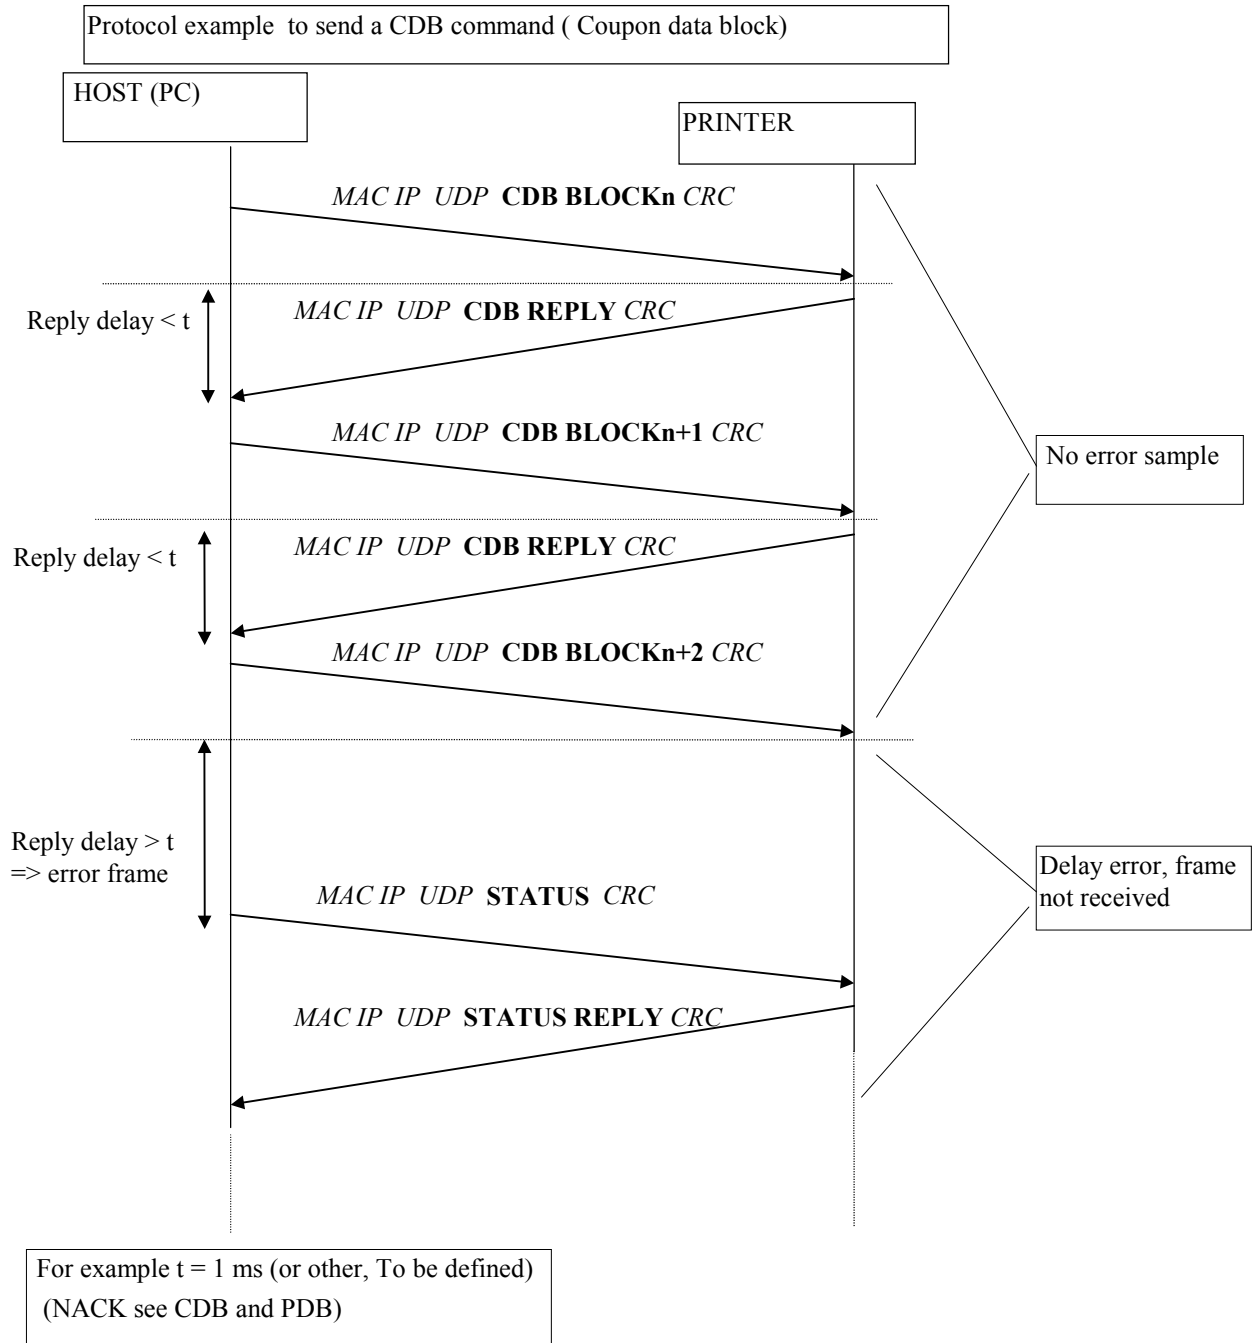 Protocol example to send a CDB command ( Coupon data block)
HOST (PC)
PRINTER
MAC IP UDP CDB BLOCKn CRC
Reply delay < t
MAC IP UDP CDB REPLY CRC
MAC IP UDP CDB BLOCKn+1 CRC
No error sample
Reply delay < t
MAC IP UDP CDB REPLY CRC
MAC IP UDP CDB BLOCKn+2 CRC
Reply delay > t
=> error frame
Delay error, frame
not received
MAC IP UDP STATUS CRC
MAC IP UDP STATUS REPLY CRC
For example t = 1 ms (or other, To be defined)
(NACK see CDB and PDB)